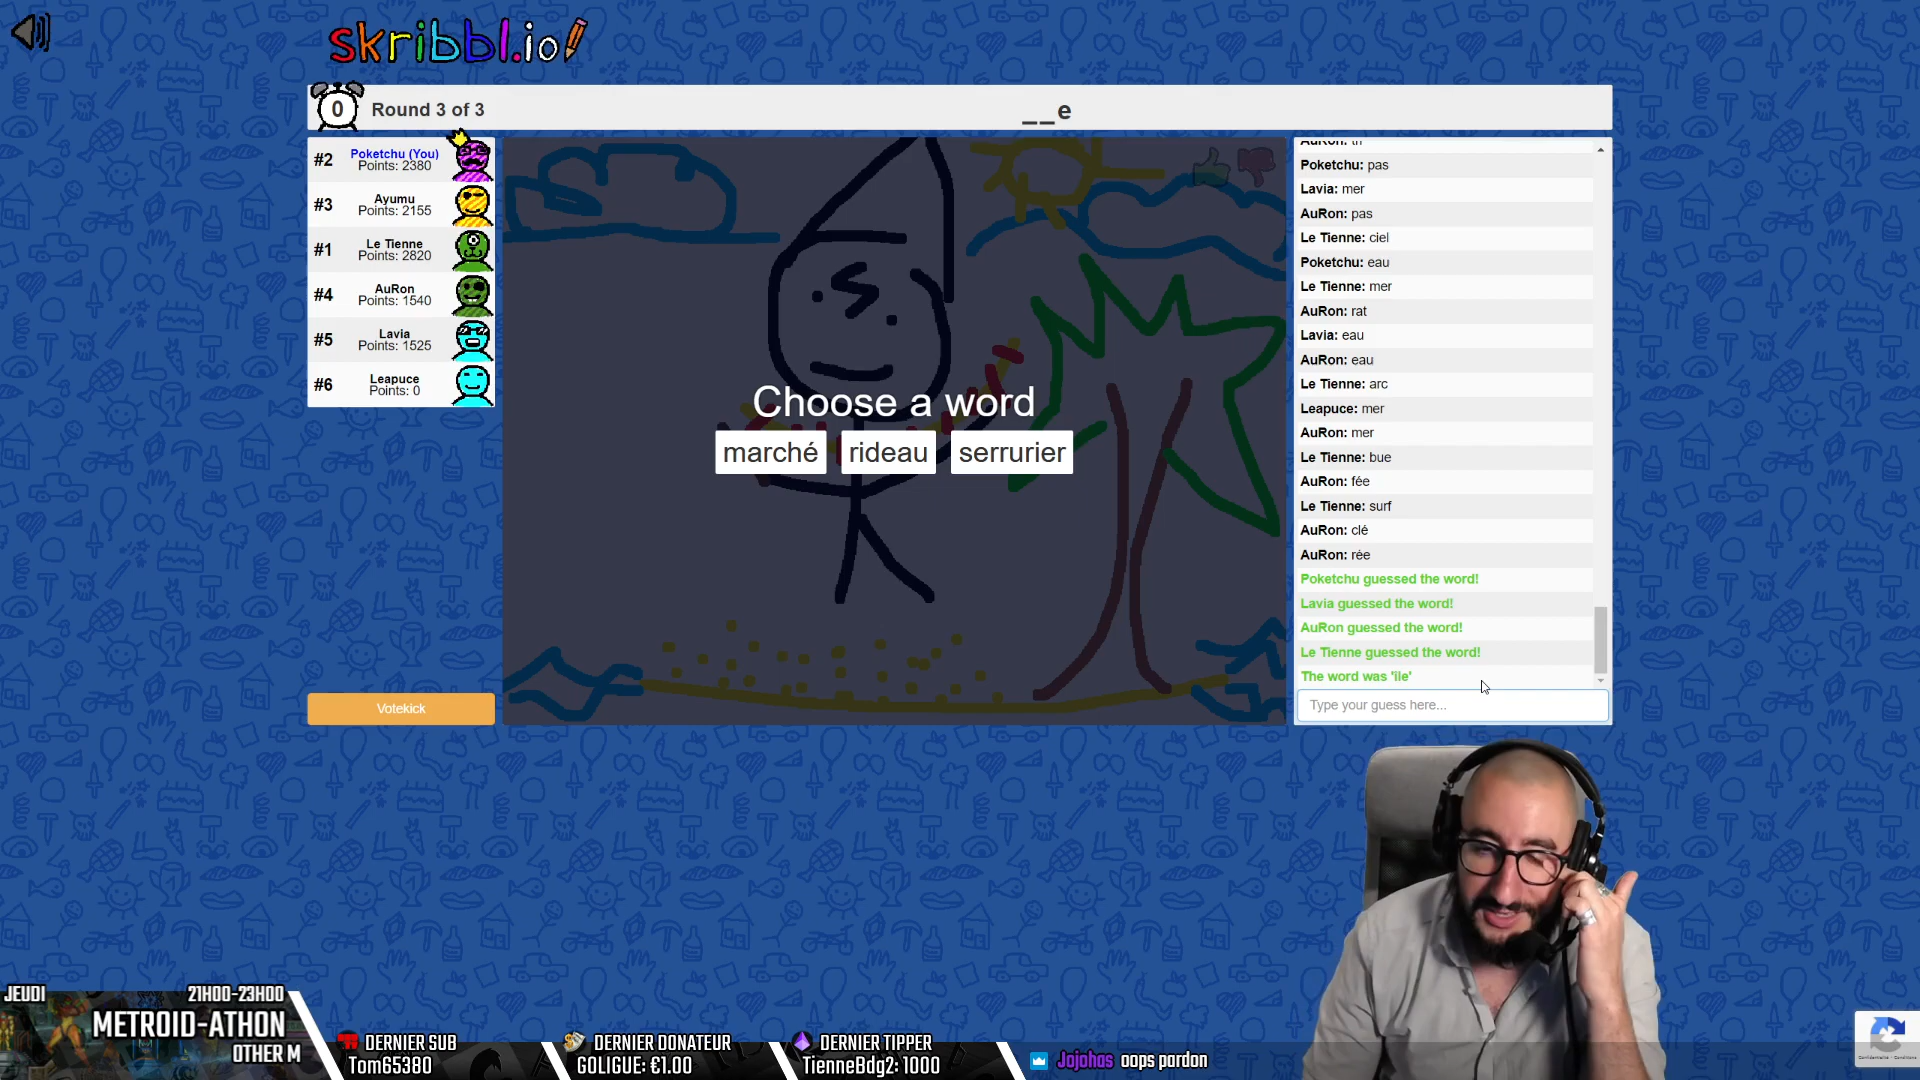 skribbl.io
0
Round 3 of 3
__e
#2
Poketchu (You)
Points: 2380
#3
Ayumu
Points: 2155
#1
Le Tienne
Points: 2820
#4
AuRon
Points: 1540
#5
Lavia
Points: 1525
#6
Leapuce
Points: 0
Votekick
Choose a word
marché
rideau
serrurier
Poketchu: pas
Lavia: mer
AuRon: pas
Le Tienne: ciel
Poketchu: eau
Le Tienne: mer
AuRon: rat
Lavia: eau
AuRon: eau
Le Tienne: arc
Leapuce: mer
AuRon: mer
Le Tienne: bue
AuRon: fée
Le Tienne: surf
AuRon: clé
AuRon: rée
Poketchu guessed the word!
Lavia guessed the word!
AuRon guessed the word!
Le Tienne guessed the word!
The word was 'île'
Type your guess here...
JEUDI
21H00-23H00
METROID-ATHON
OTHER M
DERNIER SUB
Tom65380
DERNIER DONATEUR
GOLIGUE: €1.00
DERNIER TIPPER
TienneBdg2: 1000
Jojohas oops pardon